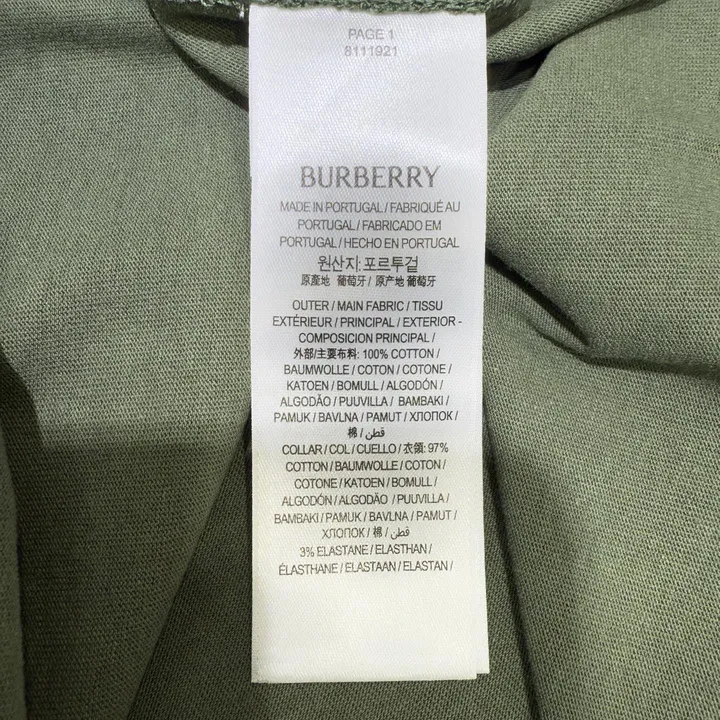 PAGE 1
8111921
BURBERRY
MADE IN PORTUGAL / FABRIQUÉ AU
PORTUGAL / FABRICADO EM
PORTUGAL / HECHO EN PORTUGAL
원산지: 포르투겉
原產地 葡萄牙 / 原产地 葡萄牙
OUTER / MAIN FABRIC / TISSU
EXTÉRIEUR / PRINCIPAL / EXTERIOR -
COMPOSICIÓN PRINCIPAL /
外部/主要布料: 100% COTTON /
BAUMWOLLE / COTON / COTONE /
KATOEN / BOMULL / ALGODÓN /
ALGODÃO / PUUVILLA / BAMBAKI /
PAMUK / BAVLNA / PAMUT / ХЛОПОК /
棉 / قطن
COLLAR / COL / CUELLO / 衣領: 97%
COTTON / BAUMWOLLE / COTON /
COTONE / KATOEN / BOMULL /
ALGODÓN / ALGODÃO / PUUVILLA /
BAMBAKI / PAMUK / BAVLNA / PAMUT /
ХЛОПОК / 棉 / قطن
3% ELASTANE / ELASTHAN /
ÉLASTHANE / ELASTAAN / ELASTAN /